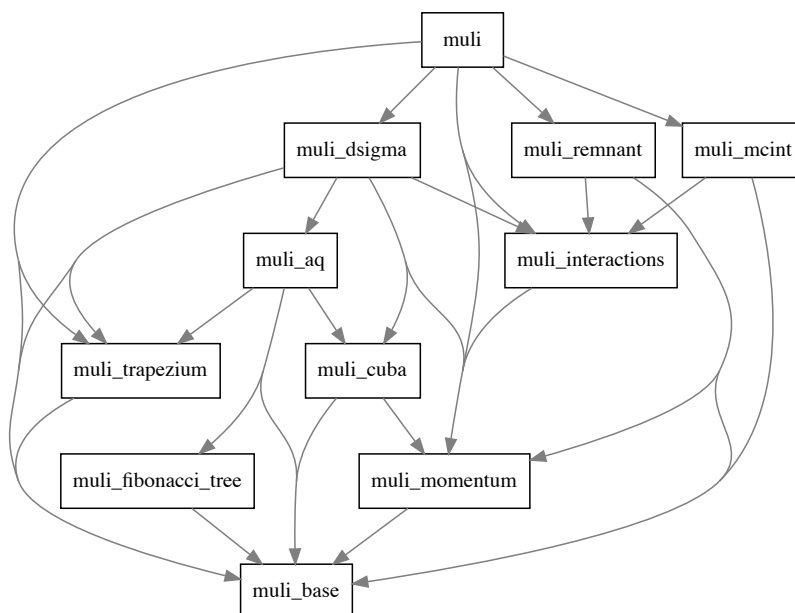 muli
muli_dsigma
muli_remnant
muli_mcint
muli_aq
muli_interactions
muli_trapezium
muli_cuba
muli_fibonacci_tree
muli_momentum
muli_base